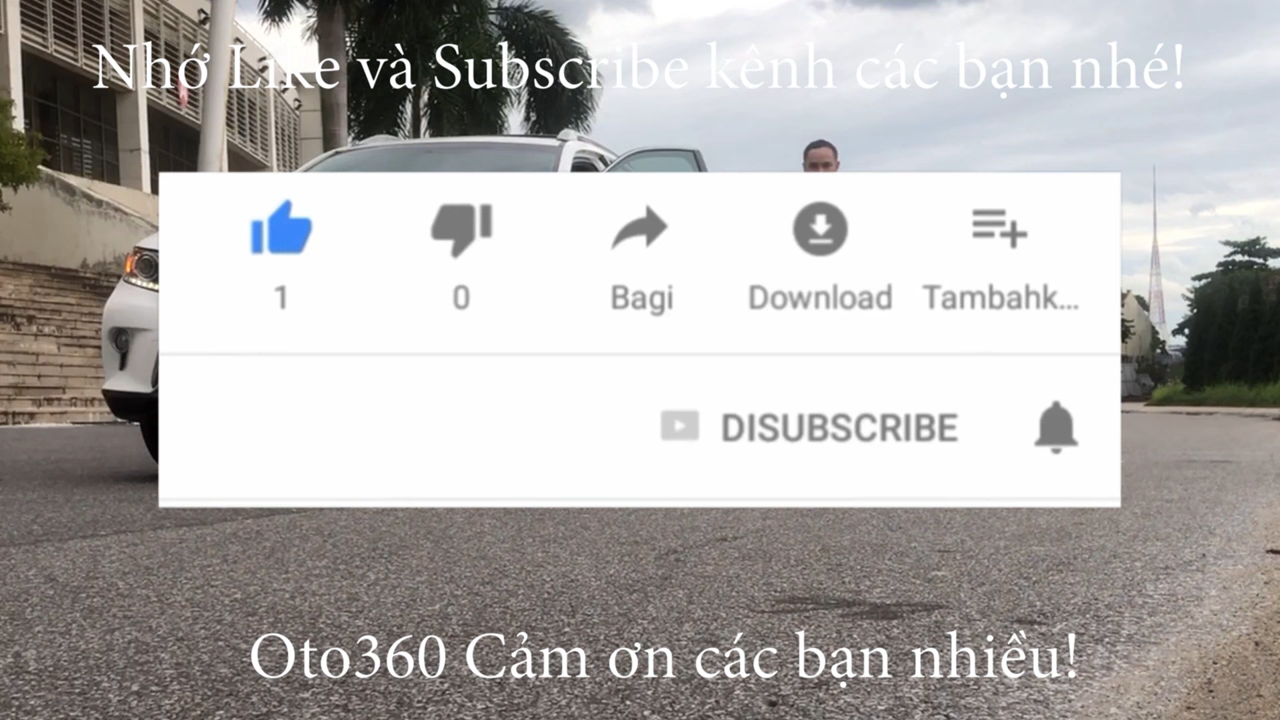 Nhớ Like và Subscribe kênh các bạn nhé!
1 0 Bagi Download Tambahk...
DISUBSCRIBE
Oto360 Cảm ơn các bạn nhiều!